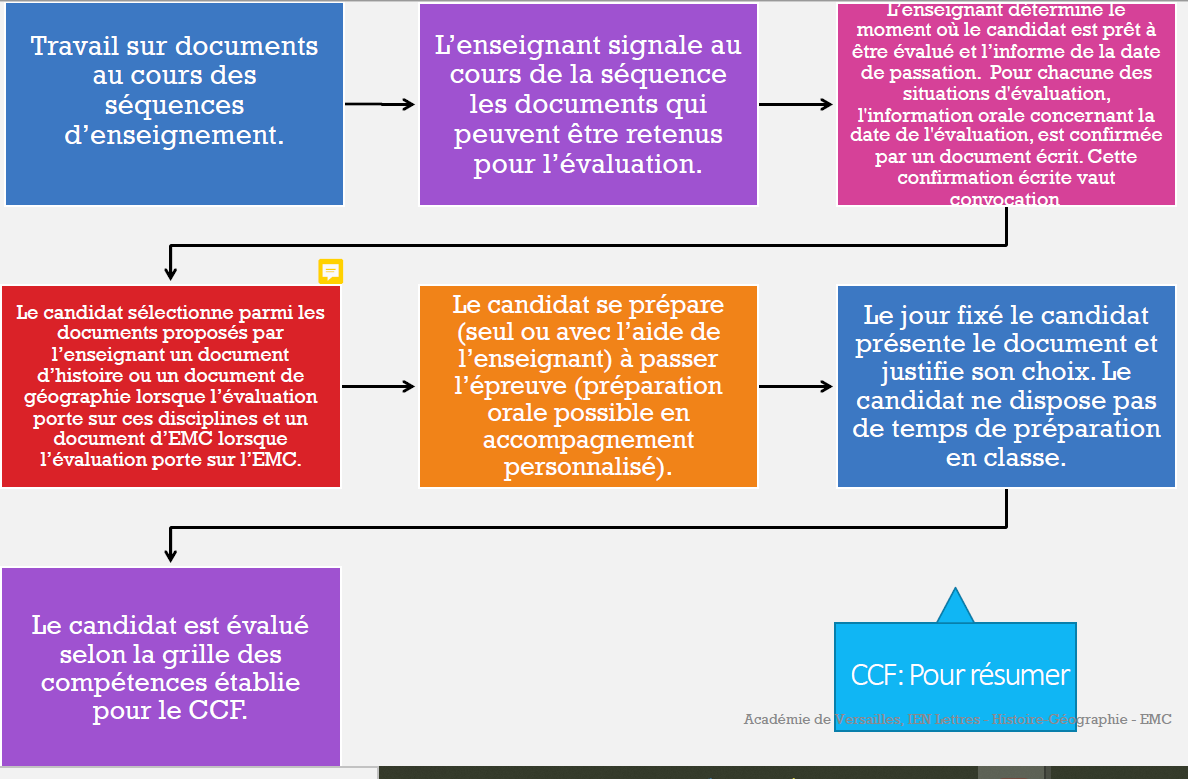 Travail sur documents
au cours des
séquences
d’enseignement.
L’enseignant signale au
cours de la séquence
les documents qui
peuvent être retenus
pour l’évaluation.
L’enseignant détermine le
moment où le candidat est prêt à
être évalué et l’informe de la date
de passation. Pour chacune des
situations d'évaluation,
l'information orale concernant la
date de l'évaluation, est confirmée
par un document écrit. Cette
confirmation écrite vaut
convocation
Le candidat sélectionne parmi les
documents proposés par
l’enseignant un document
d’histoire ou un document de
géographie lorsque l’évaluation
porte sur ces disciplines et un
document d’EMC lorsque
l’évaluation porte sur l’EMC.
Le candidat se prépare
(seul ou avec l’aide de
l’enseignant) à passer
l’épreuve (préparation
orale possible en
accompagnement
personnalisé).
Le jour fixé le candidat
présente le document et
justifie son choix. Le
candidat ne dispose pas
de temps de préparation
en classe.
Le candidat est évalué
selon la grille des
compétences établie
pour le CCF.
CCF: Pour résumer
Académie de Versailles, IEN Lettres - Histoire-Géographie - EMC